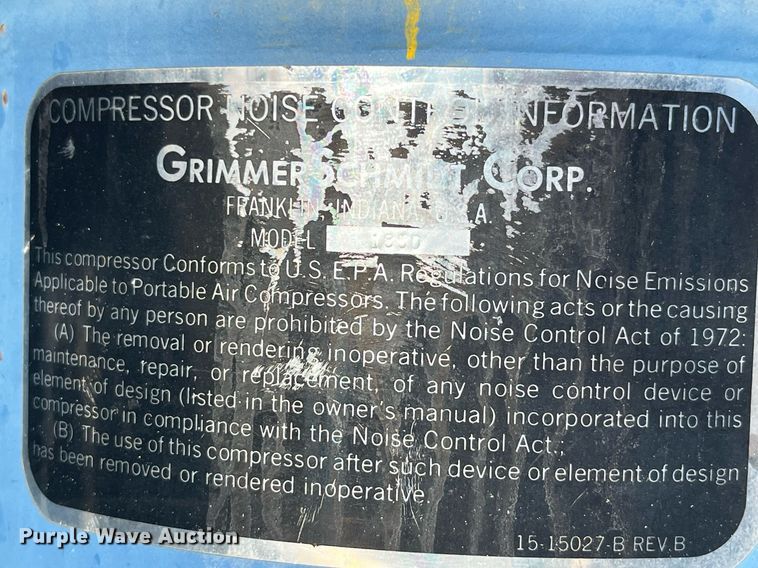 COMPRESSOR NOISE CONTROL INFORMATION
GRIMMER SCHMIDT CORP.
FRANKLIN, INDIANA U.S.A
MODEL
This compressor Conforms to U.S.E.P.A. Regulations for Noise Emissions
Applicable to Portable Air Compressors. The following acts or the causing
thereof by any person are prohibited by the Noise Control Act of 1972:
(A) The removal or rendering inoperative, other than the purpose of
maintenance, repair, or replacement, of any noise control device or
element of design (listed in the owner's manual) incorporated into this
compressor in compliance with the Noise Control Act.;
(B) The use of this compressor after such device or element of design
has been removed or rendered inoperative.
15-15027-B REV.B
Purple Wave Auction